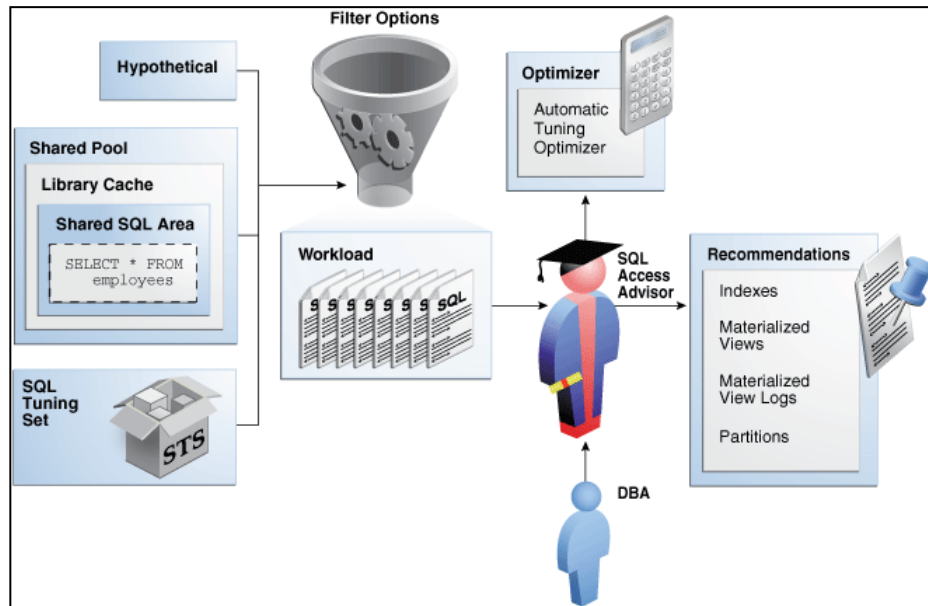 Filter Options
Hypothetical
Shared Pool
Library Cache
Shared SQL Area
SELECT * FROM
employees
SQL
Tuning
Set
STS
Workload
SQL
Optimizer
Automatic
Tuning
Optimizer
SQL
Access
Advisor
DBA
Recommendations
Indexes
Materialized
Views
Materialized
View Logs
Partitions